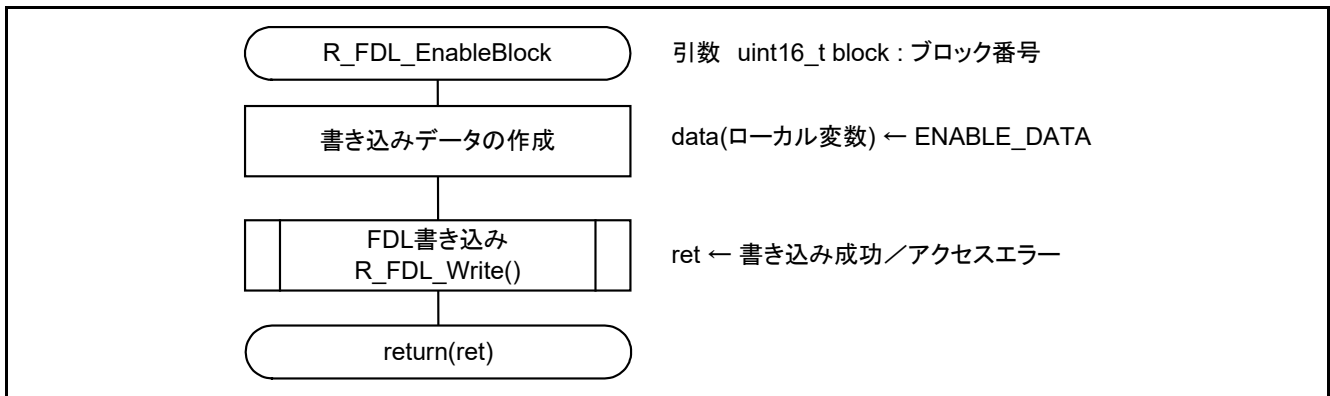 R_FDL_EnableBlock
引数 uint16_t block : ブロック番号
書き込みデータの作成
data(ローカル変数) ← ENABLE_DATA
FDL書き込み
R_FDL_Write()
ret ← 書き込み成功／アクセスエラー
return(ret)